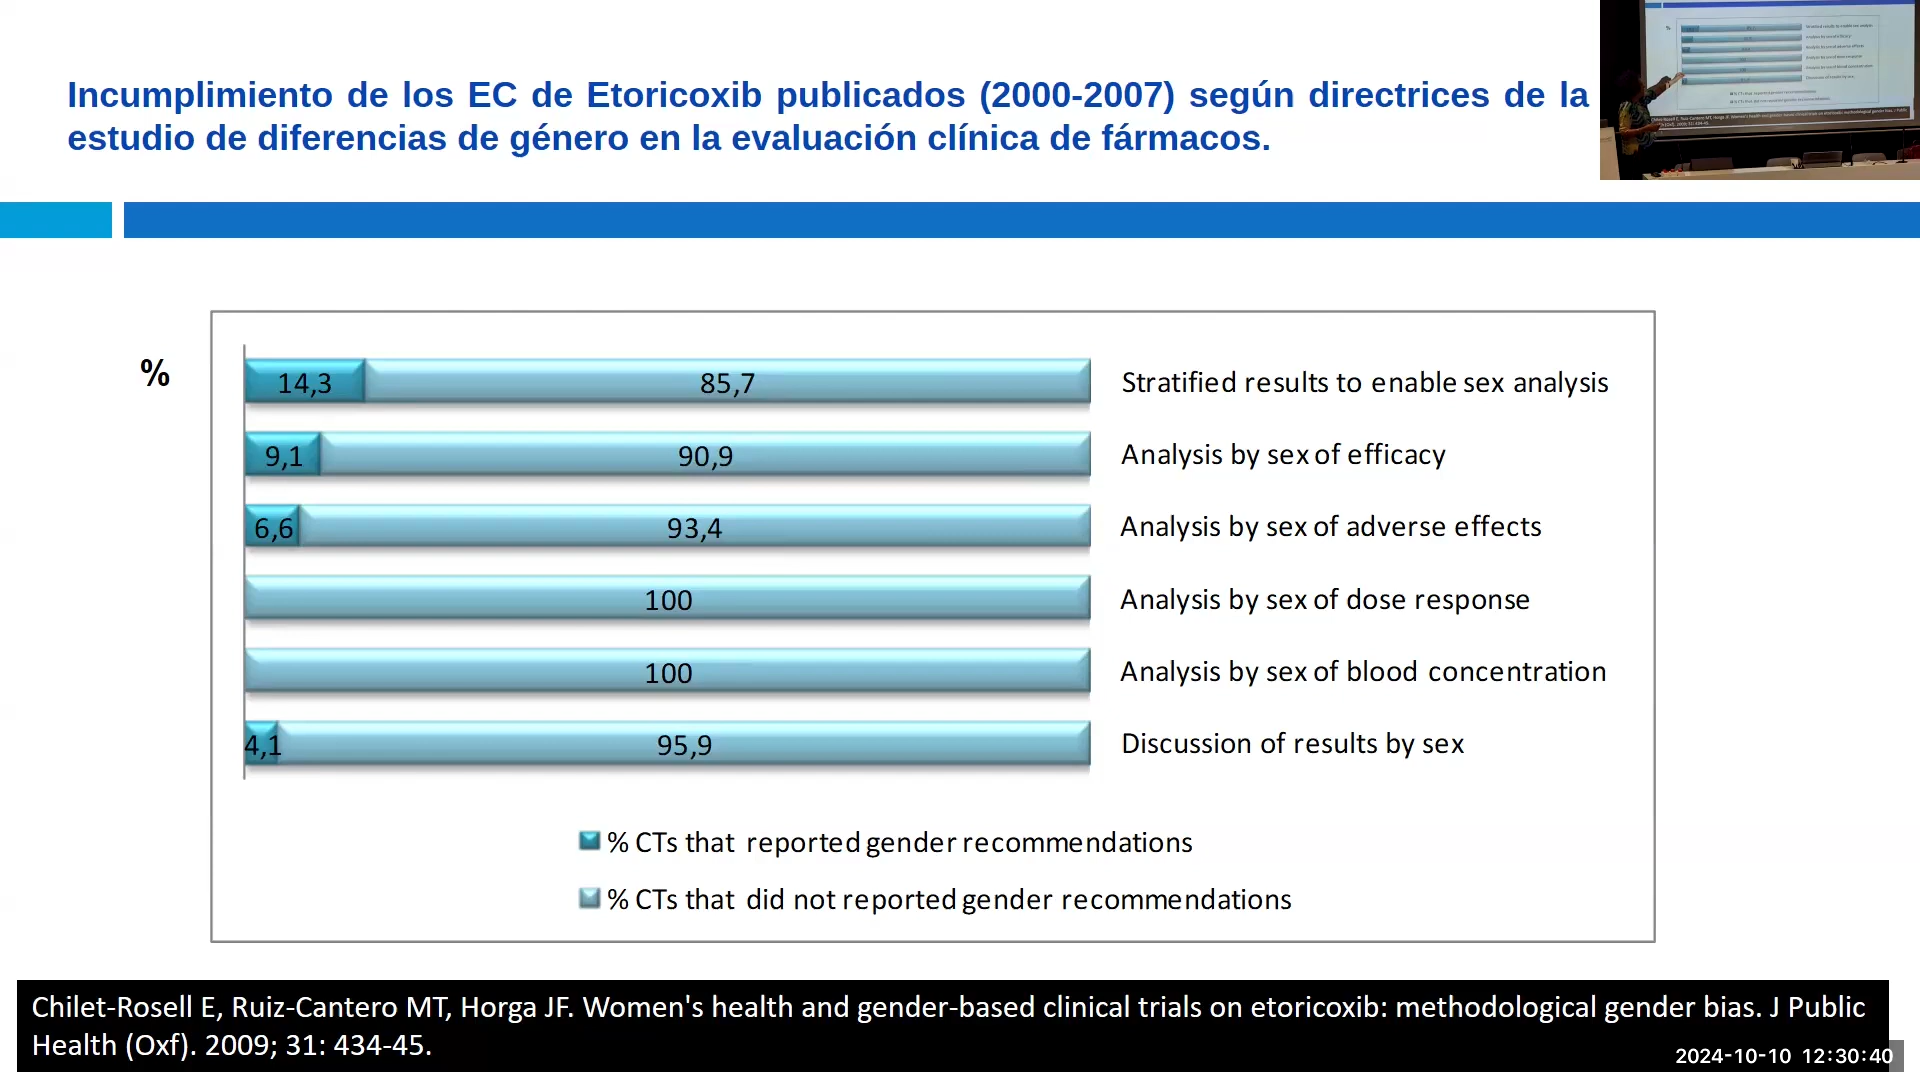 Incumplimiento de los EC de Etoricoxib publicados (2000-2007) según directrices de la
estudio de diferencias de género en la evaluación clínica de fármacos.
%
14,3 85,7 Stratified results to enable sex analysis
9,1 90,9 Analysis by sex of efficacy
6,6 93,4 Analysis by sex of adverse effects
100 Analysis by sex of dose response
100 Analysis by sex of blood concentration
4,1 95,9 Discussion of results by sex
% CTs that reported gender recommendations
% CTs that did not reported gender recommendations
Chilet-Rosell E, Ruiz-Cantero MT, Horga JF. Women's health and gender-based clinical trials on etoricoxib: methodological gender bias. J Public
Health (Oxf). 2009; 31: 434-45.
2024-10-10 12:30:40